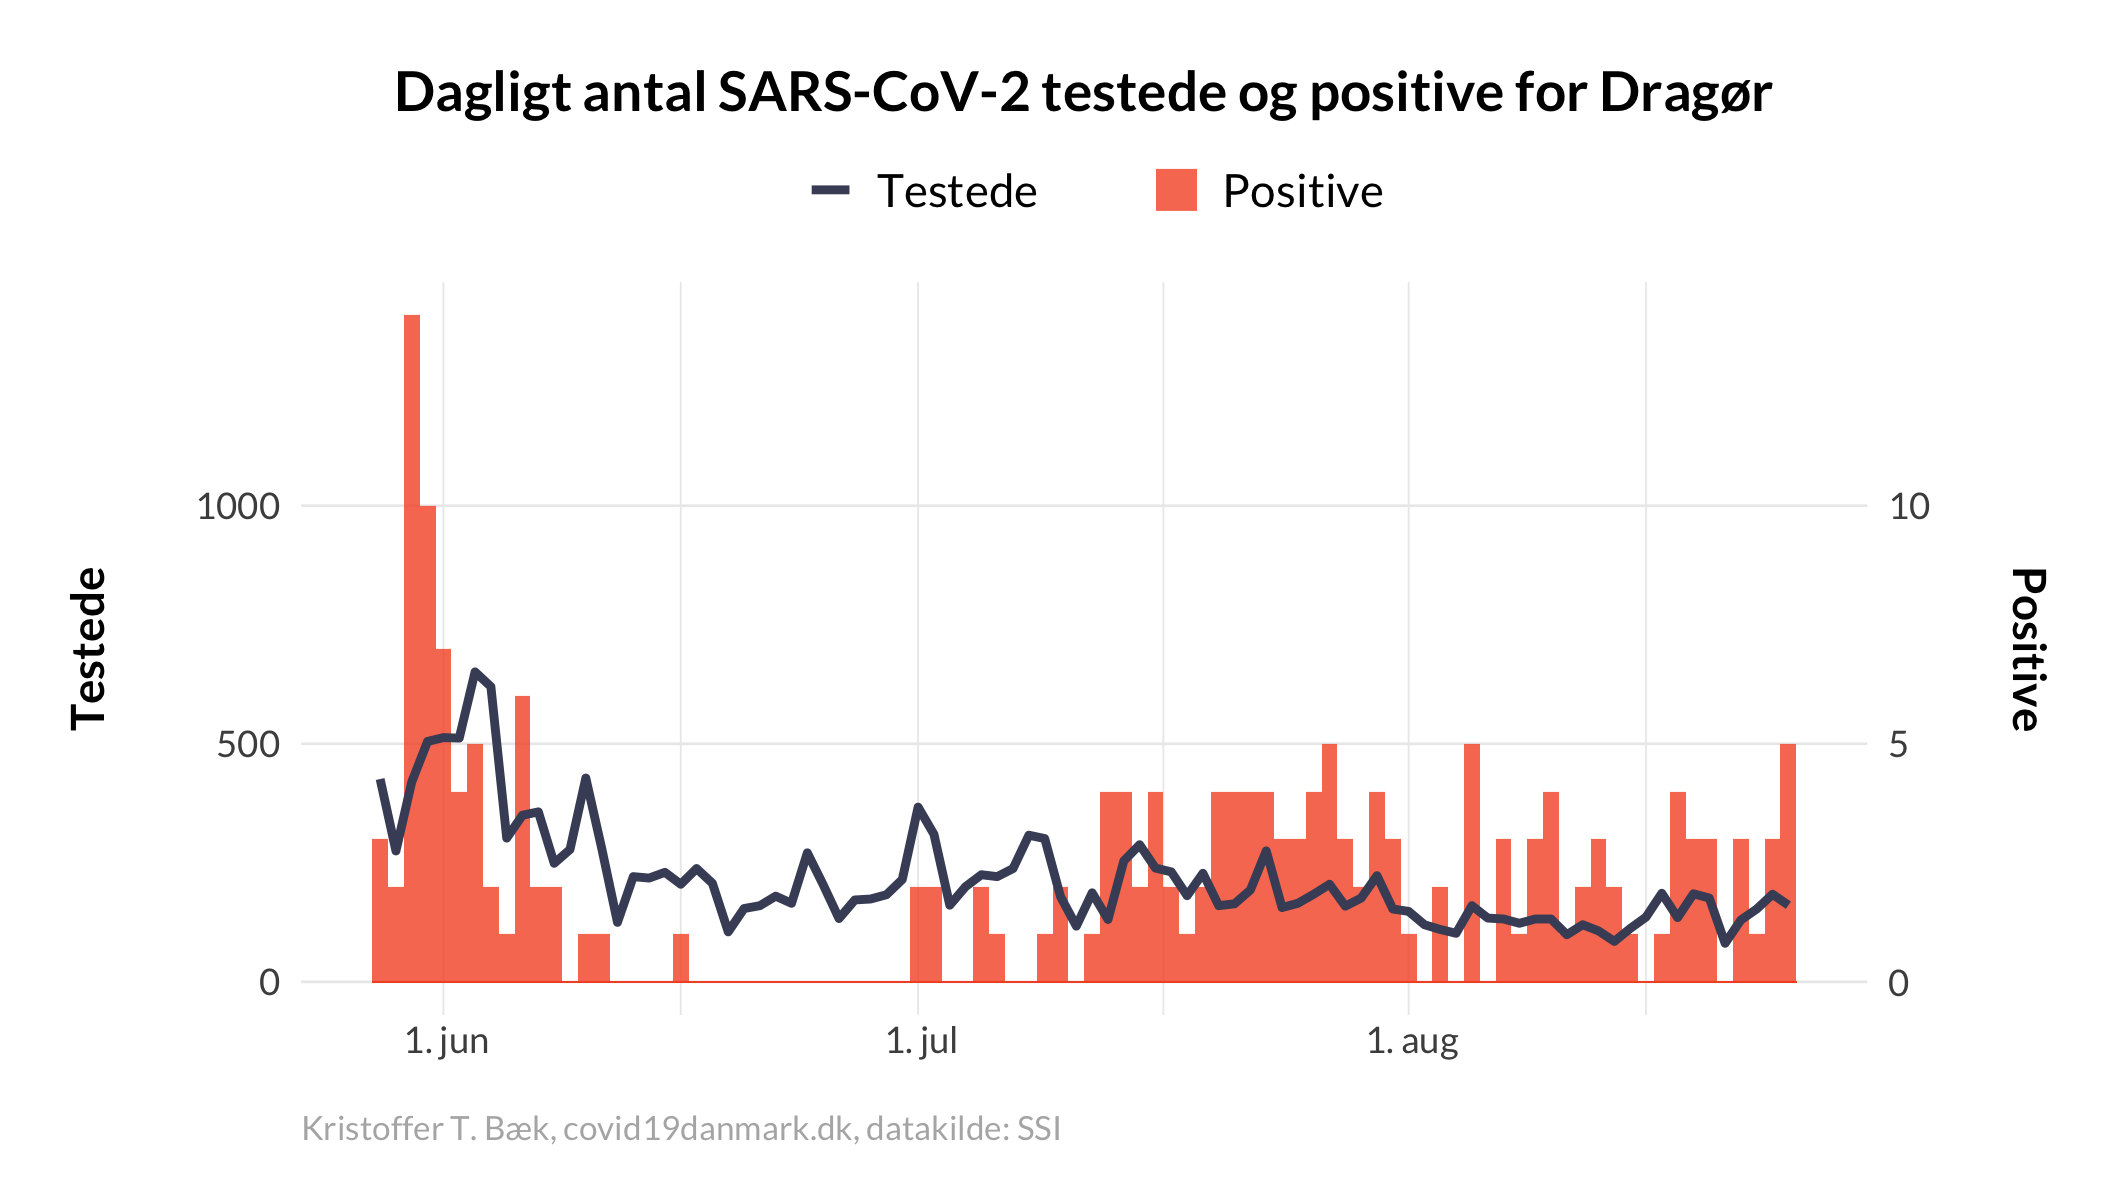 Dagligt antal SARS-CoV-2 testede og positive for Dragør
Testede
Positive
1000
500
0
Testede
10
5
0
Positive
1. jun
1. jul
1. aug
Kristoffer T. Bæk, covid19danmark.dk, datakilde: SSI